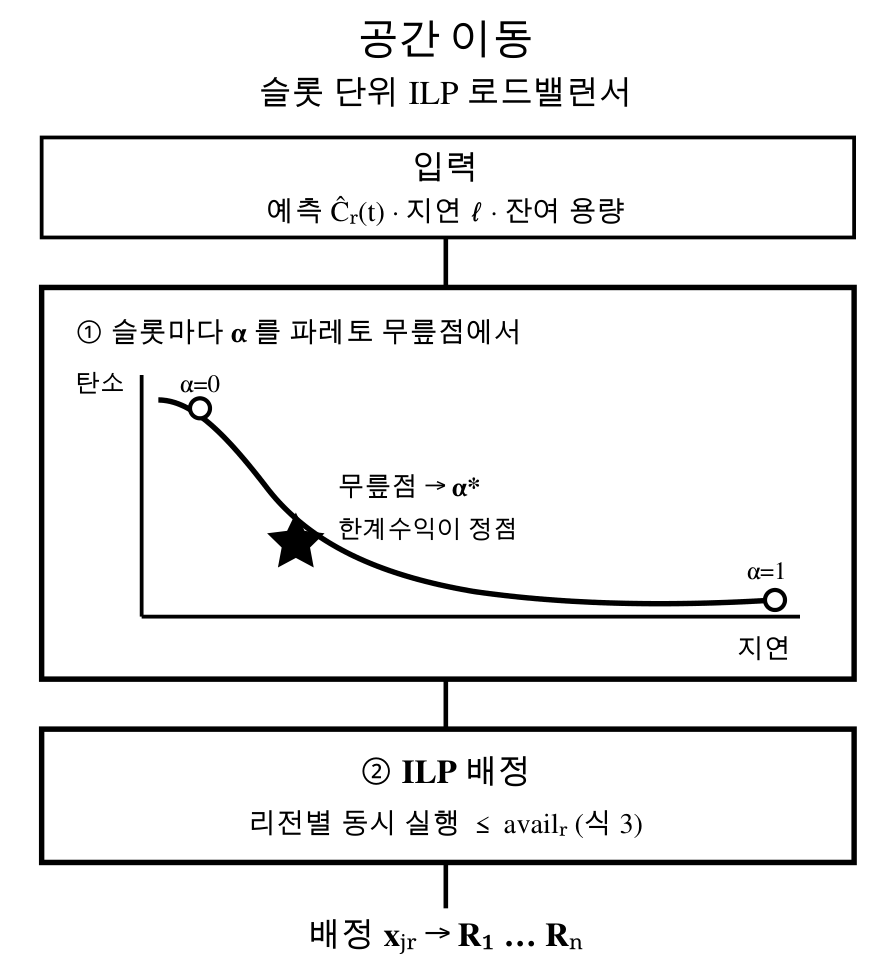 공간 이동
슬롯 단위 ILP 로드밸런서
입력
예측 Ĉᵣ(t) · 지연 ℓ · 잔여 용량
① 슬롯마다 α 를 파레토 무릎점에서
탄소
α=0
무릎점 → α*
한계수익이 정점
α=1
지연
② ILP 배정
리전별 동시 실행 ≤ availᵣ (식 3)
배정 xⱼᵣ → R₁ … Rₙ